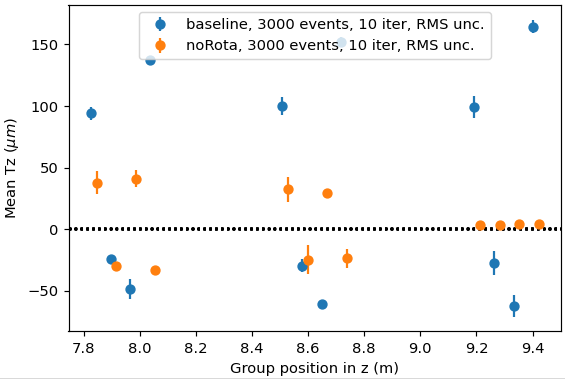 baseline, 3000 events, 10 iter, RMS unc.
noRota, 3000 events, 10 iter, RMS unc.
Mean Tz (μm)
150
100
50
0
−50
7.8 8.0 8.2 8.4 8.6 8.8 9.0 9.2 9.4
Group position in z (m)